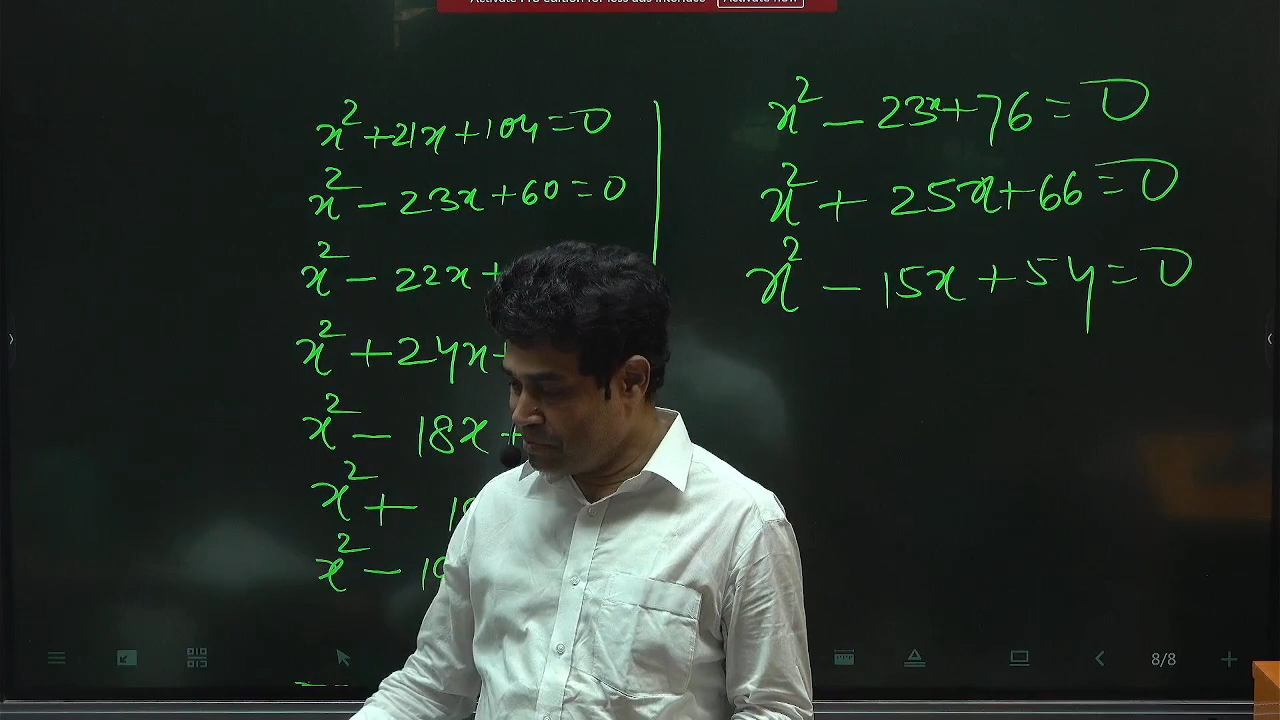 x² + 21x + 104 = 0
x² - 23x + 60 = 0
x² - 22x +
x² + 24x +
x² - 18x +
x² +
x² -
x² - 23x + 76 = 0
x² + 25x + 66 = 0
x² - 15x + 54 = 0
8/8